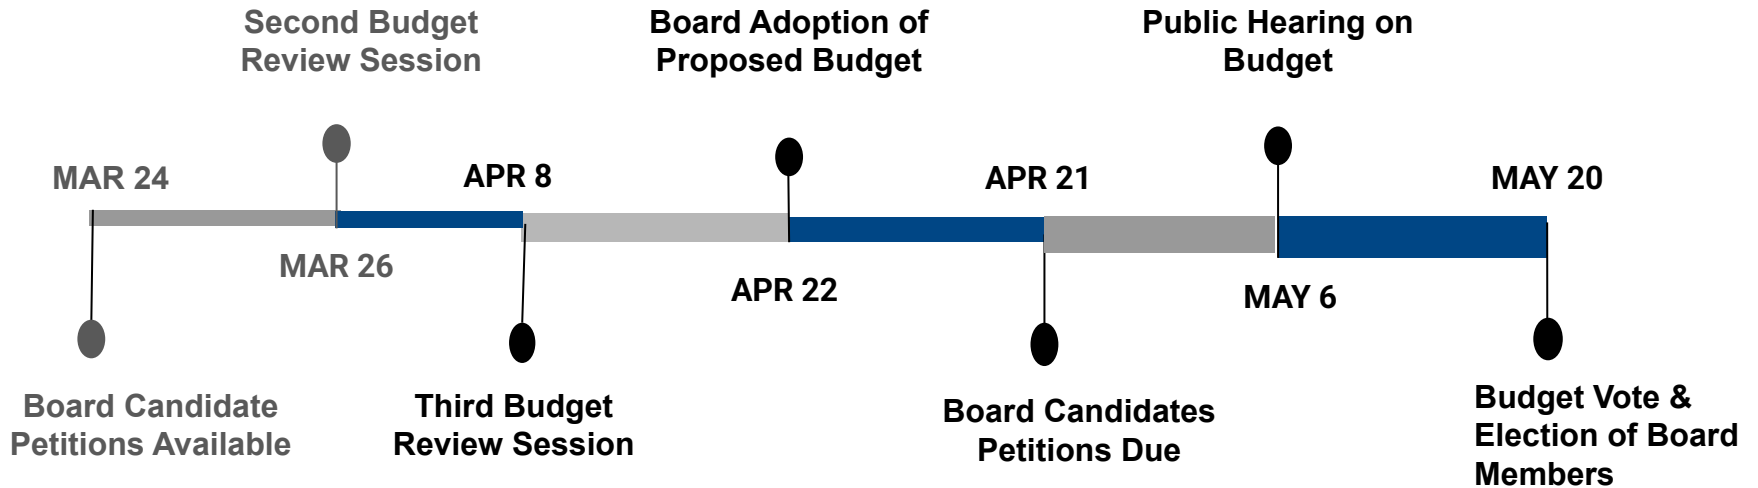 Second Budget
Review Session
Board Adoption of
Proposed Budget
Public Hearing on
Budget
MAR 24
APR 8
APR 21
MAY 20
MAR 26
APR 22
MAY 6
Board Candidate
Petitions Available
Third Budget
Review Session
Board Candidates
Petitions Due
Budget Vote &
Election of Board
Members